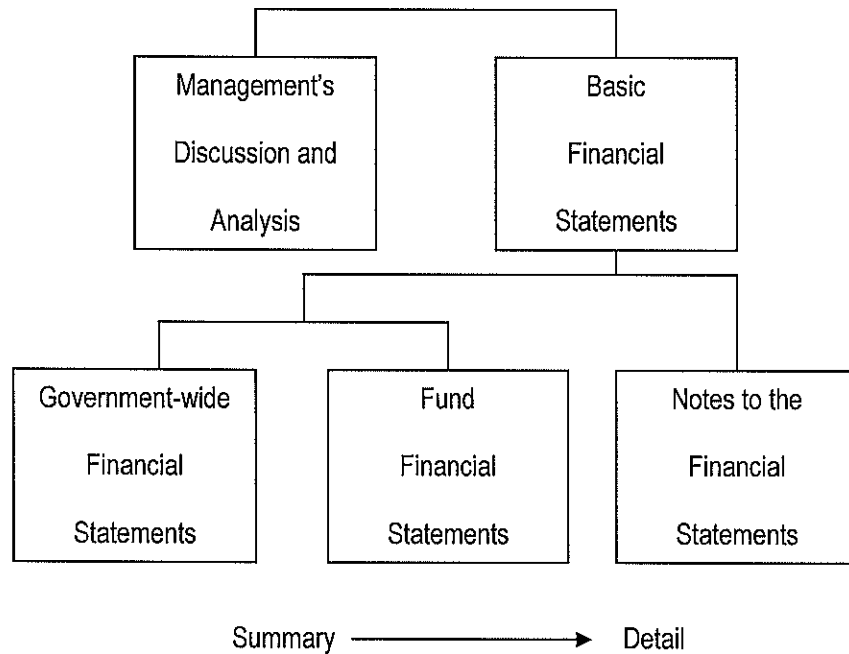 Management's
Discussion and
Analysis
Basic
Financial
Statements
Government-wide
Financial
Statements
Fund
Financial
Statements
Notes to the
Financial
Statements
Summary
Detail